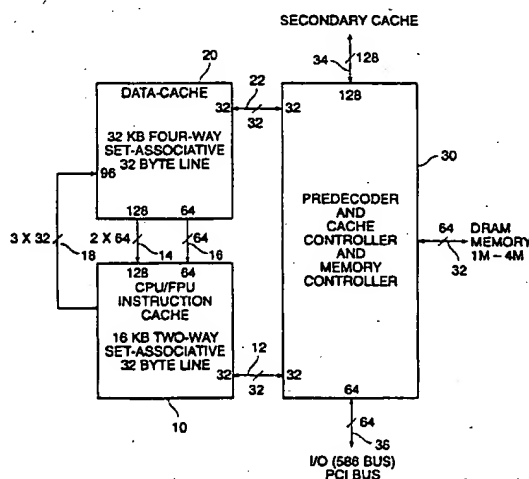 SECONDARY CACHE
34 128
20
DATA-CACHE
32 KB FOUR-WAY
SET-ASSOCIATIVE
32 BYTE LINE
96
128 64
32
22
32
32
128
30
PREDECODER
AND
CACHE
CONTROLLER
AND
MEMORY
CONTROLLER
64
32
DRAM
MEMORY
1M - 4M
3 X 32 18
2 X 64 14
64 16
128 64
CPU/FPU
INSTRUCTION
CACHE
16 KB TWO-WAY
SET-ASSOCIATIVE
32 BYTE LINE
32
12
32
32
10
64
64
36
I/O (586 BUS)
PCI BUS